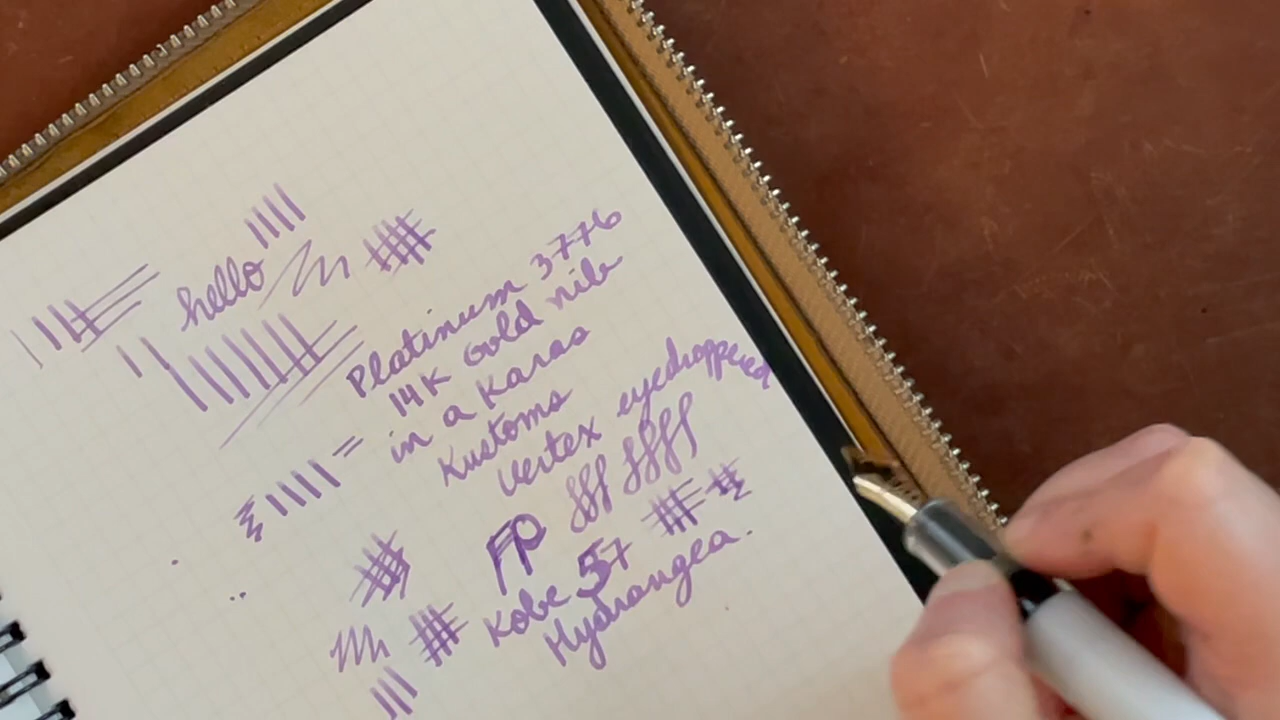 hello
Platinum 3776
14K Gold nib
in a Karas
Kustoms
Vertex eyedroppered
FP
Kobe 57
Hydrangea.